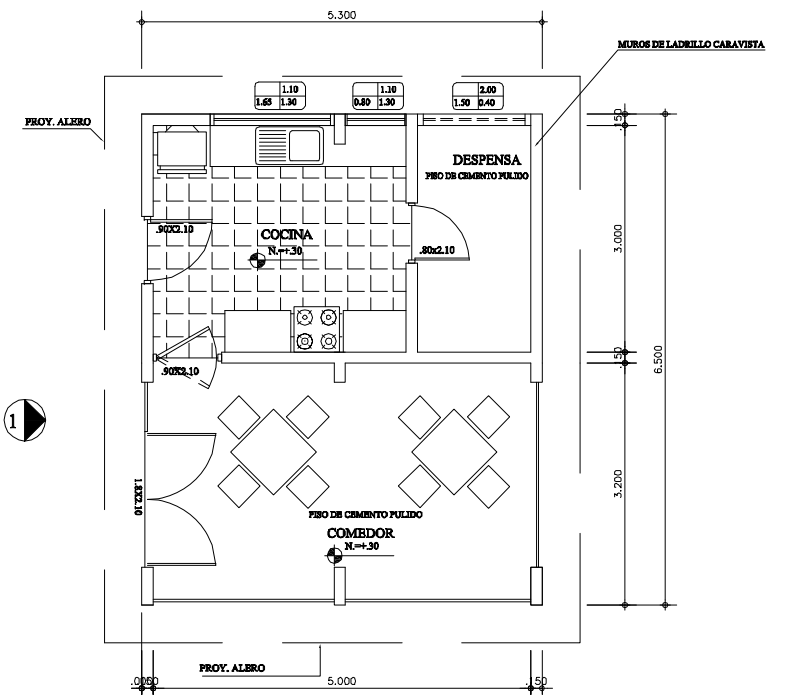 5.300
MUROS DE LADRILLO CARAVISTA
1.10
1.65 1.30
1.10
0.80 1.30
2.00
1.50 0.40
PROY. ALERO
.150
DESPENSA
PISO DE CEMENTO PULIDO
.90X2.10
COCINA
N.=+.30
.80x2.10
3.000
.150
6.500
.90X2.10
1
1.8X2.10
3.200
PISO DE CEMENTO PULIDO
COMEDOR
N.=+.30
PROY. ALERO
5.000
.150